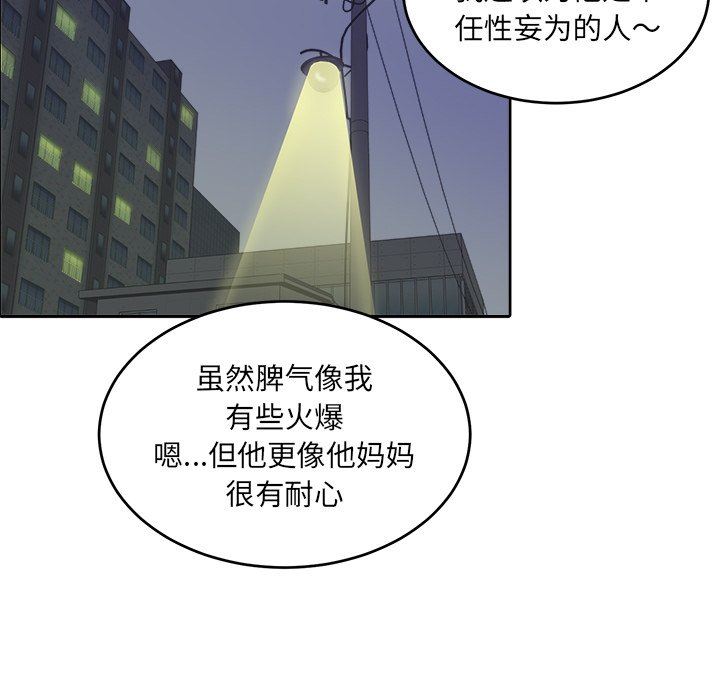 任性妄为的人～
虽然脾气像我
有些火爆
嗯...但他更像他妈妈
很有耐心